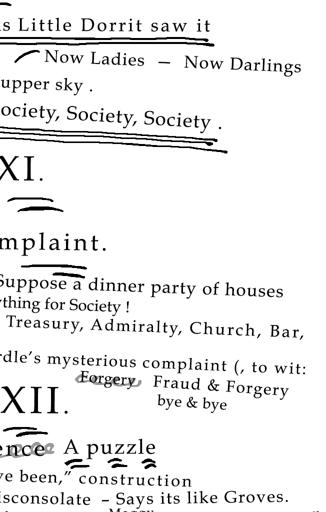 s Little Dorrit saw it
Now Ladies – Now Darlings
upper sky .
ociety, Society, Society .
XI.
mplaint.
Suppose a dinner party of houses
ything for Society !
Treasury, Admiralty, Church, Bar,
rdle's mysterious complaint (, to wit:
Forgery Fraud & Forgery
bye & bye
XII.
ence A puzzle
ve been,” construction
isconsolate – Says its like Groves.